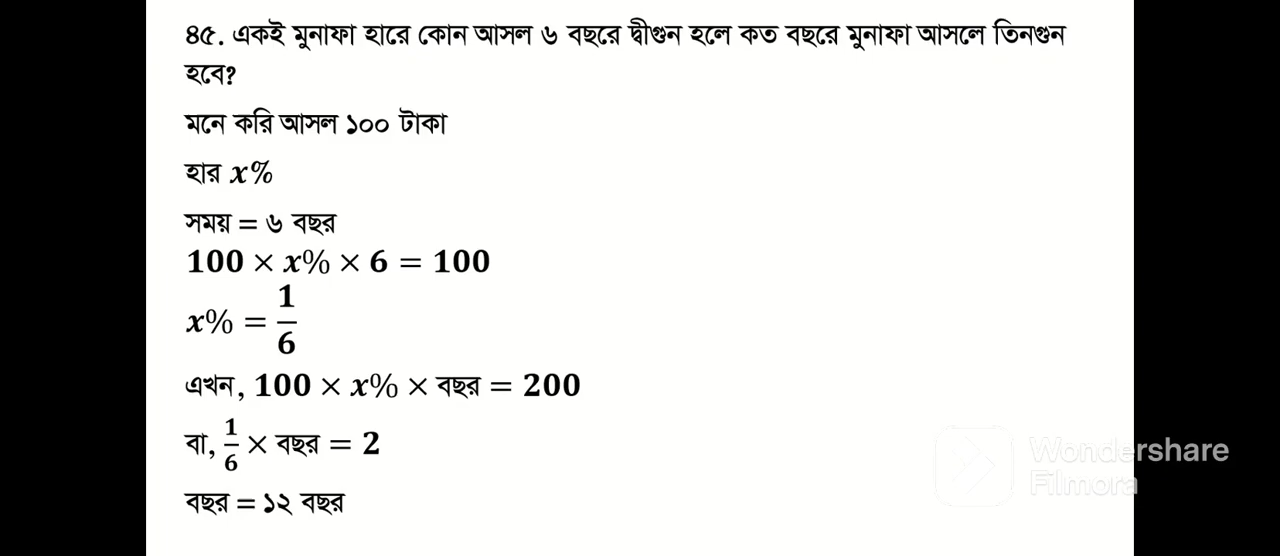 ৪৫. একই মুনাফা হারে কোন আসল ৬ বছরে দ্বীগুন হলে কত বছরে মুনাফা আসলে তিনগুন
হবে?
মনে করি আসল ১০০ টাকা
হার x%
সময় = ৬ বছর
100 × x% × 6 = 100
x% = 1/6
এখন, 100 × x% × বছর = 200
বা, 1/6 × বছর = 2
বছর = ১২ বছর
Wondershare
Filmora